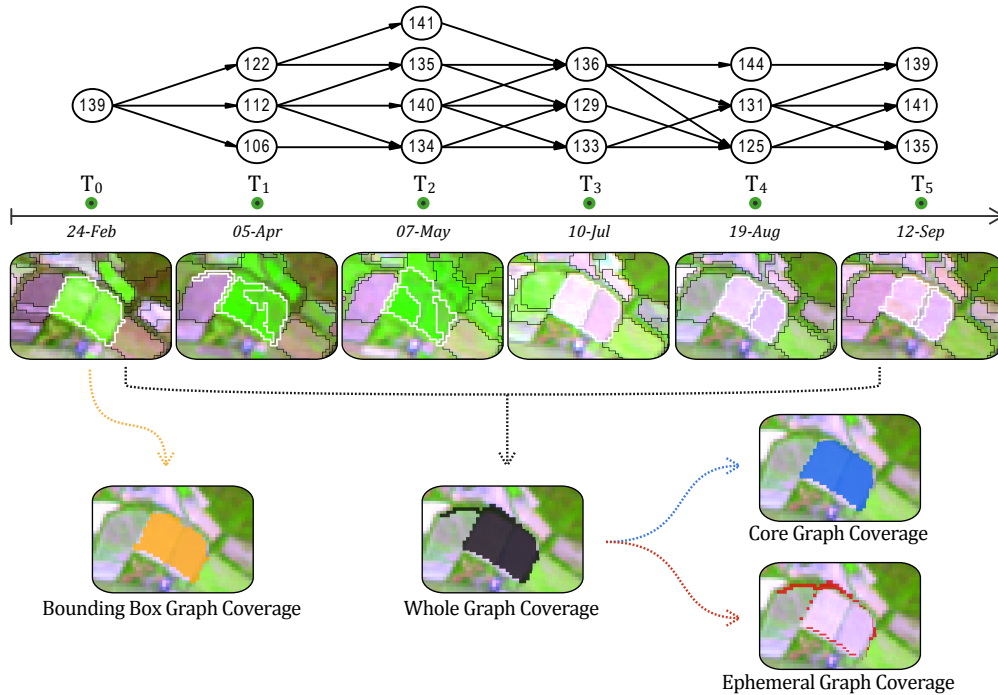 141
122 135 136 144 139
139 112 140 129 131 141
106 134 133 125 135
T₀ T₁ T₂ T₃ T₄ T₅
24-Feb 05-Apr 07-May 10-Jul 19-Aug 12-Sep
Core Graph Coverage
Bounding Box Graph Coverage Whole Graph Coverage
Ephemeral Graph Coverage